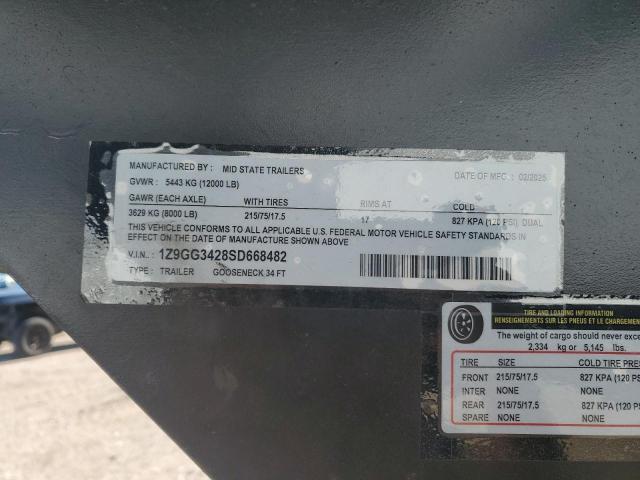 MANUFACTURED BY : MID STATE TRAILERS DATE OF MFG : 02/2025
GVWR : 5443 KG (12000 LB)
GAWR (EACH AXLE) WITH TIRES RIMS AT COLD
3629 KG (8000 LB) 215/75/17.5 17 827 KPA (120 PSI) DUAL
THIS VEHICLE CONFORMS TO ALL APPLICABLE U.S. FEDERAL MOTOR VEHICLE SAFETY STANDARDS IN
EFFECT ON THE DATE OF MANUFACTURE SHOWN ABOVE
V.I.N. : 1Z9GG3428SD668482
TYPE : TRAILER GOOSENECK 34 FT
TIRE AND LOADING INFORMATION
RENSEIGNEMENTS SUR LES PNEUS ET LE CHARGEMENT
The weight of cargo should never exce
2,334 kg or 5,145 lbs.
TIRE SIZE COLD TIRE PRES
FRONT 215/75/17.5 827 KPA (120 PS
INTER NONE NONE
REAR 215/75/17.5 827 KPA (120 P
SPARE NONE NONE